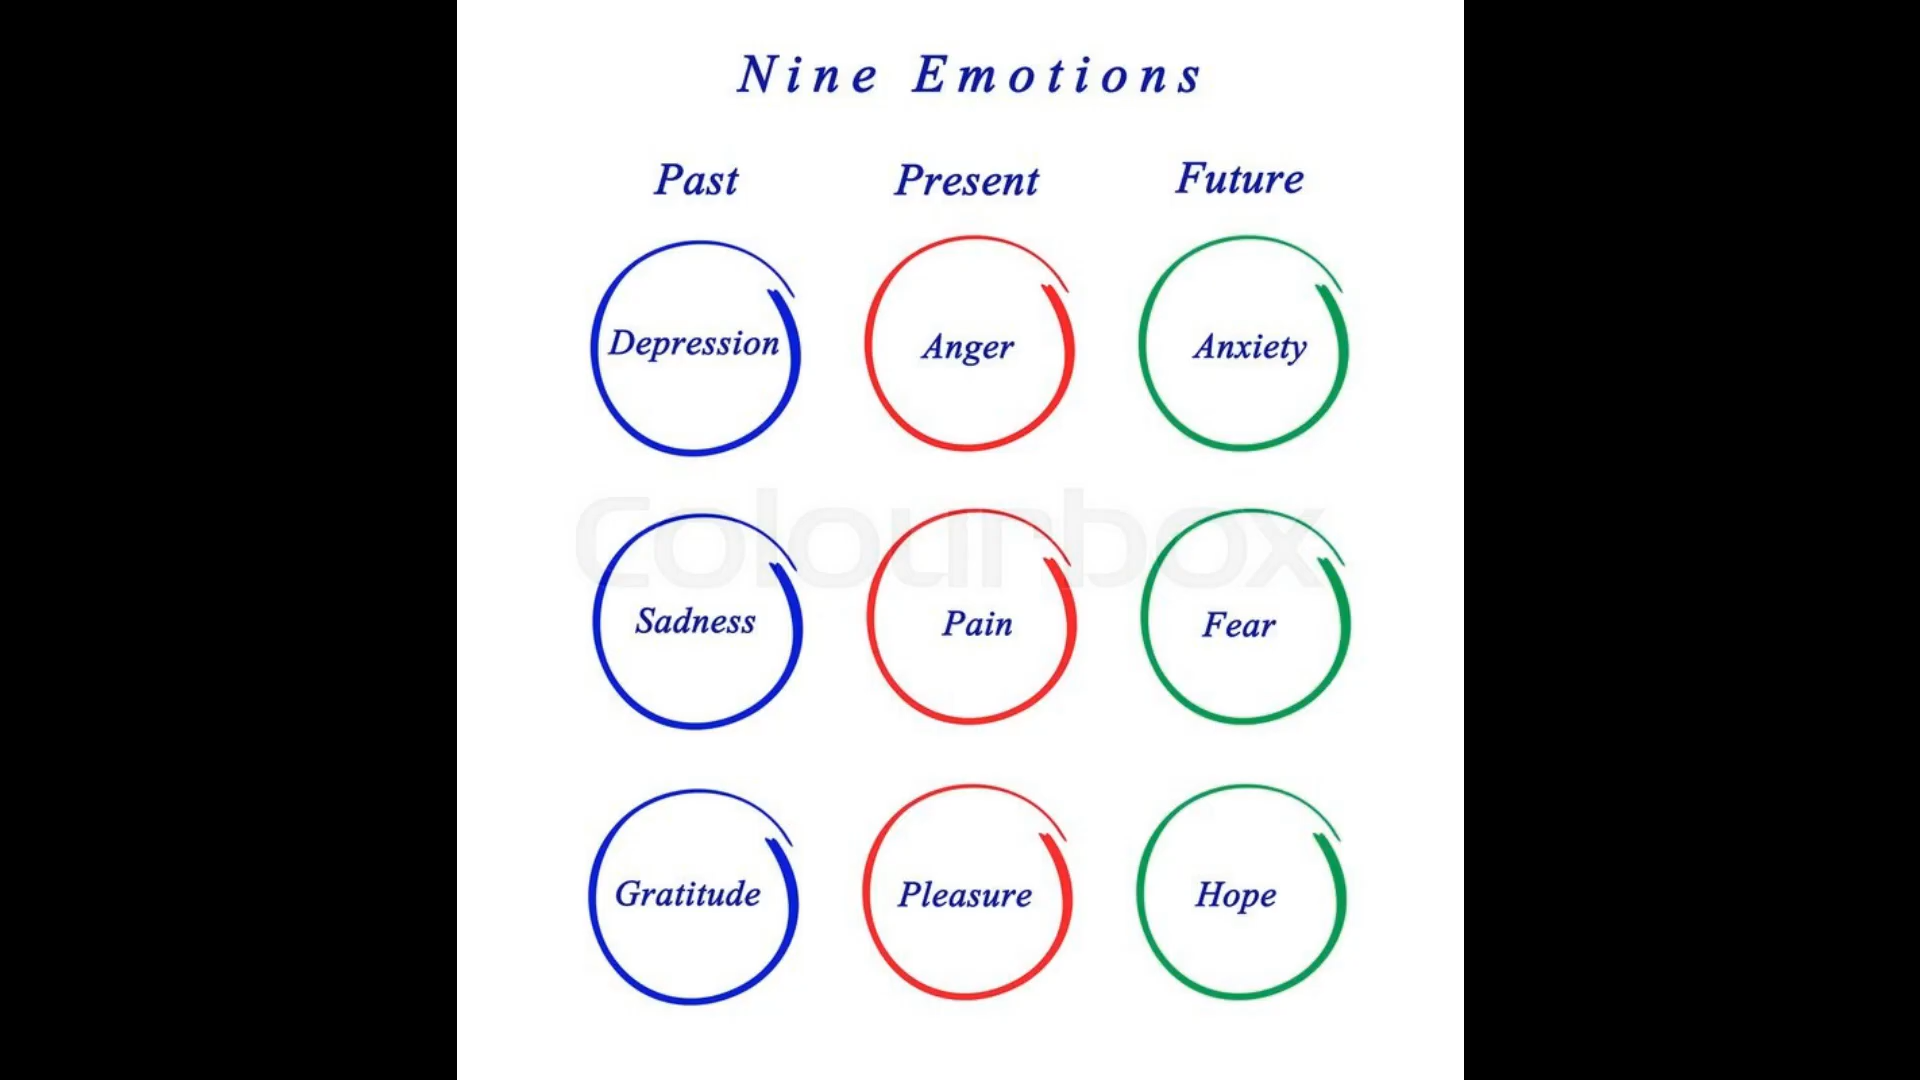 Nine Emotions
Past Present Future
Depression Anger Anxiety
colourbox
Sadness Pain Fear
Gratitude Pleasure Hope